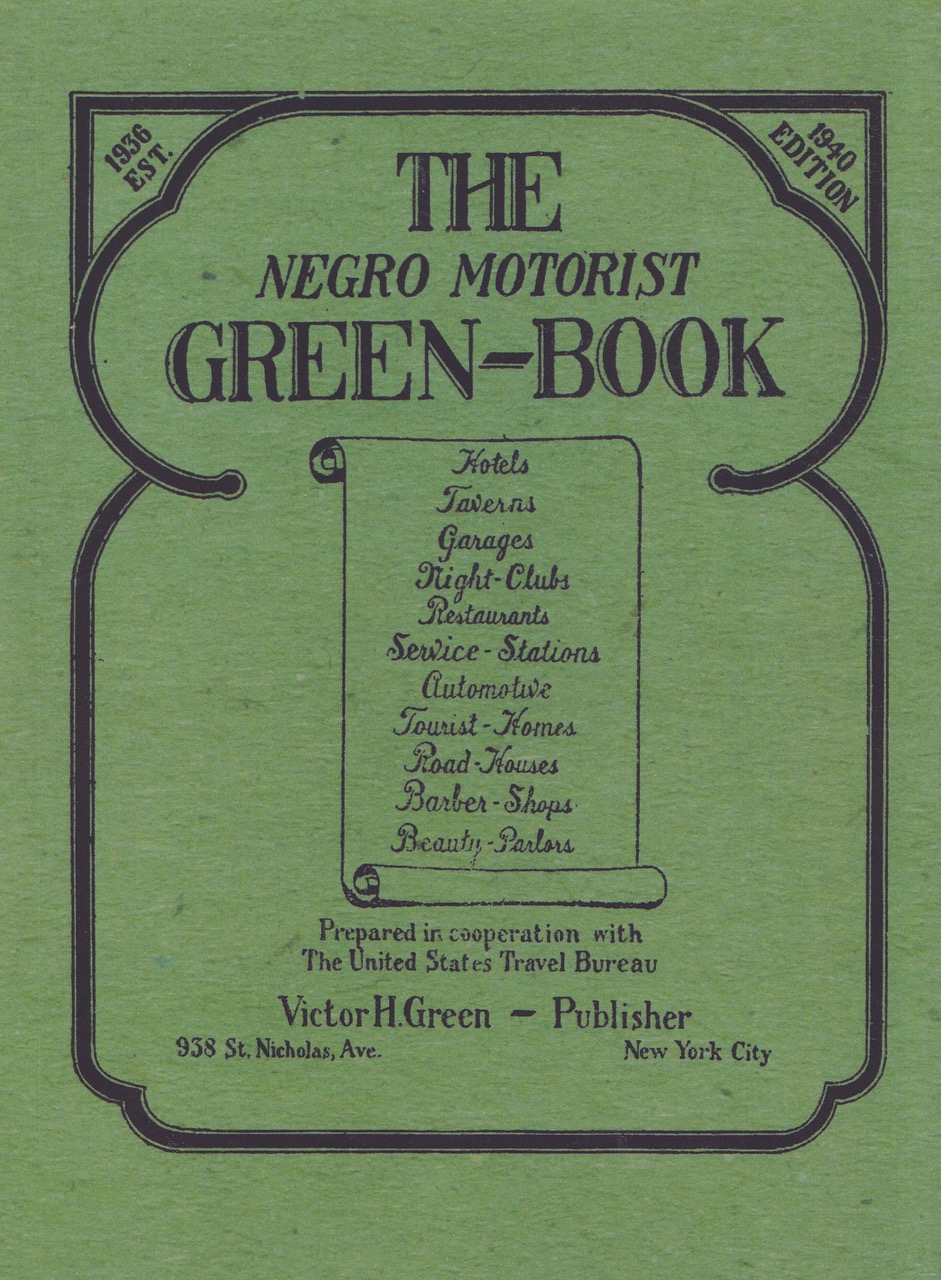 1936
EST.
1940
EDITION
THE
NEGRO MOTORIST
GREEN-BOOK
Hotels
Taverns
Garages
Night-Clubs
Restaurants
Service-Stations
Automotive
Tourist-Homes
Road-Houses
Barber-Shops
Beauty-Parlors
Prepared in cooperation with
The United States Travel Bureau
Victor H. Green — Publisher
938 St. Nicholas, Ave. New York City